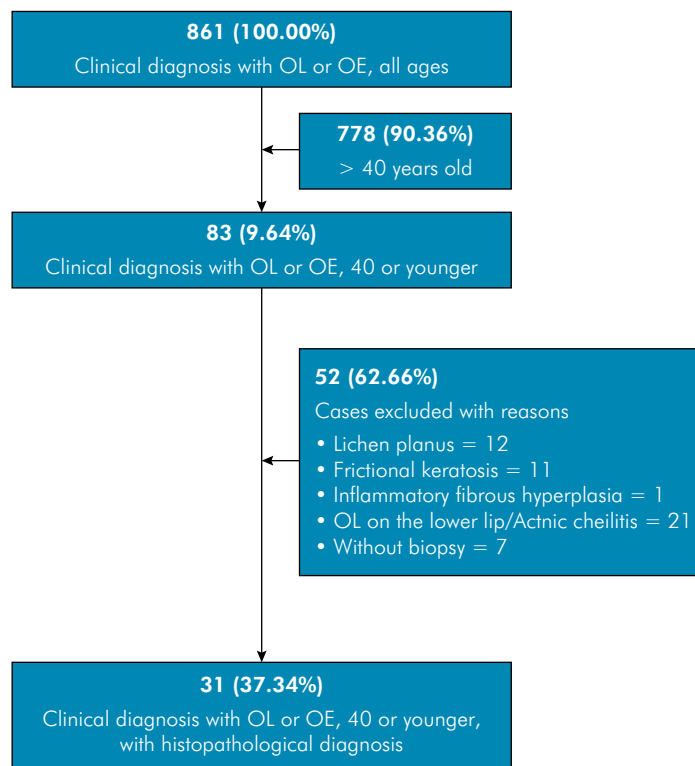 861 (100.00%)
Clinical diagnosis with OL or OE, all ages
778 (90.36%)
> 40 years old
83 (9.64%)
Clinical diagnosis with OL or OE, 40 or younger
52 (62.66%)
Cases excluded with reasons
• Lichen planus = 12
• Frictional keratosis = 11
• Inflammatory fibrous hyperplasia = 1
• OL on the lower lip/Actnic cheilitis = 21
• Without biopsy = 7
31 (37.34%)
Clinical diagnosis with OL or OE, 40 or younger,
with histopathological diagnosis